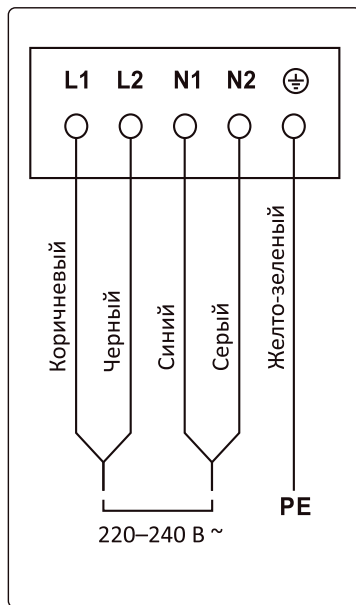 L1 L2 N1 N2
Коричневый
Черный
Синий
Серый
Желто-зеленый
PE
220–240 В ~